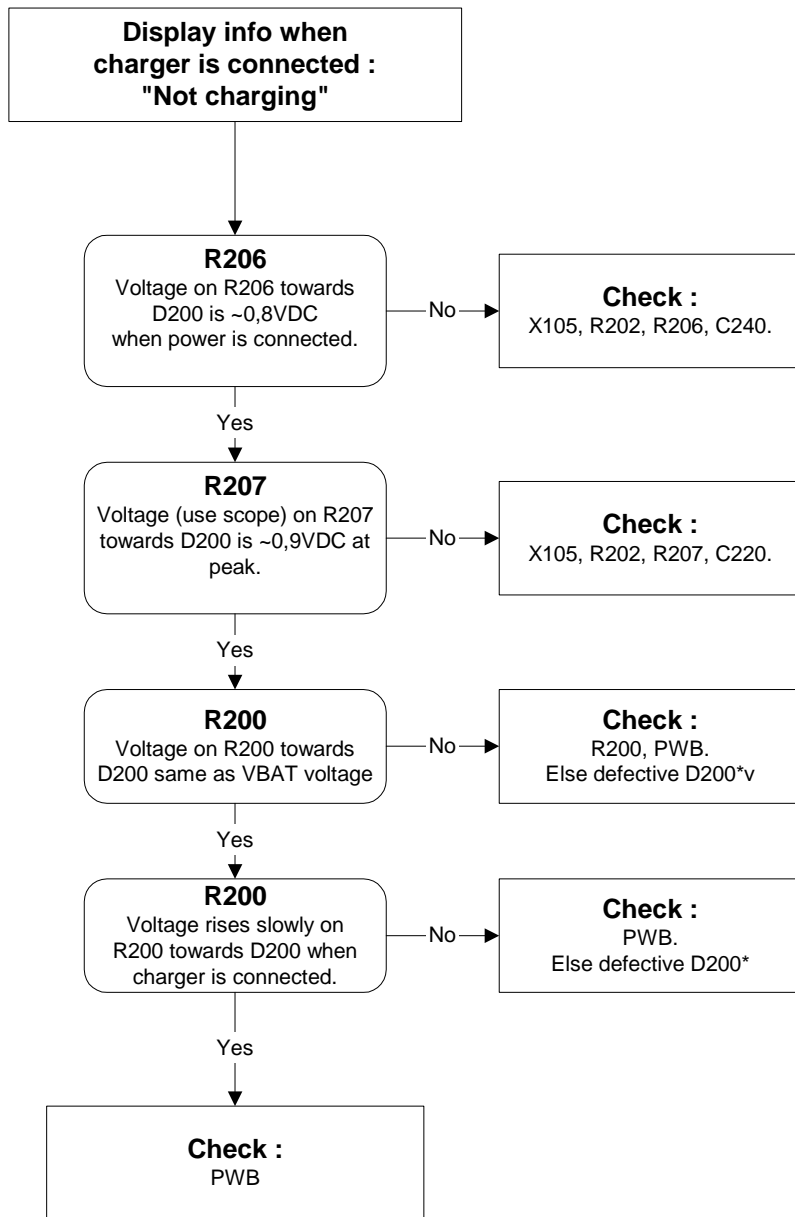 Display info when
charger is connected :
"Not charging"
R206
Voltage on R206 towards
D200 is ~0,8VDC
when power is connected.
No
Check :
X105, R202, R206, C240.
Yes
R207
Voltage (use scope) on R207
towards D200 is ~0,9VDC at
peak.
No
Check :
X105, R202, R207, C220.
Yes
R200
Voltage on R200 towards
D200 same as VBAT voltage
No
Check :
R200, PWB.
Else defective D200*v
Yes
R200
Voltage rises slowly on
R200 towards D200 when
charger is connected.
No
Check :
PWB.
Else defective D200*
Yes
Check :
PWB